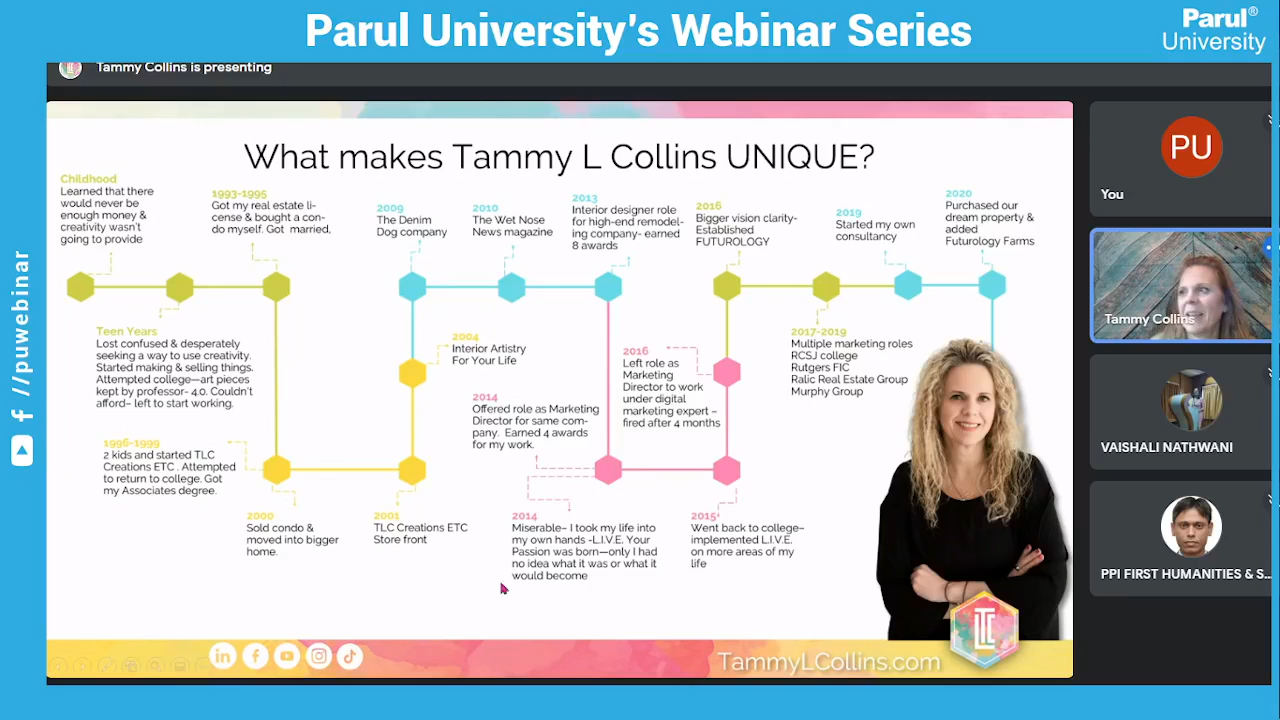 Parul University's Webinar Series
Parul®
University
Tammy Collins is presenting
What makes Tammy L Collins UNIQUE?
Childhood
Learned that there
would never be
enough money &
creativity wasn't
going to provide
1993-1995
Got my real estate li-
cense & bought a con-
do myself. Got married,
2009
The Denim
Dog company
2010
The Wet Nose
News magazine
2013
Interior designer role
for high-end remodel-
ing company- earned
8 awards
2016
Bigger vision clarity-
Established
FUTUROLOGY
2019
Started my own
consultancy
2020
Purchased our
dream property &
added
Futurology Farms
Teen Years
Lost confused & desperately
seeking a way to use creativity.
Started making & selling things.
Attempted college—art pieces
kept by professor- 4.0. Couldn't
afford– left to start working.
2004
Interior Artistry
For Your Life
2014
Offered role as Marketing
Director for same com-
pany. Earned 4 awards
for my work.
2016
Left role as
Marketing
Director to work
under digital
marketing expert –
fired after 4 months
2017-2019
Multiple marketing roles
RCSJ college
Rutgers FIC
Ralic Real Estate Group
Murphy Group
1996-1999
2 kids and started TLC
Creations ETC . Attempted
to return to college. Got
my Associates degree.
2000
Sold condo &
moved into bigger
home.
2001
TLC Creations ETC
Store front
2014
Miserable– I took my life into
my own hands -L.I.V.E. Your
Passion was born—only I had
no idea what it was or what it
would become
2015
Went back to college–
implemented L.I.V.E.
on more areas of my
life
TammyLCollins.com
TLC
PU
You
Tammy Collins
VAISHALI NATHWANI
PPI FIRST HUMANITIES & S...
//puwebinar